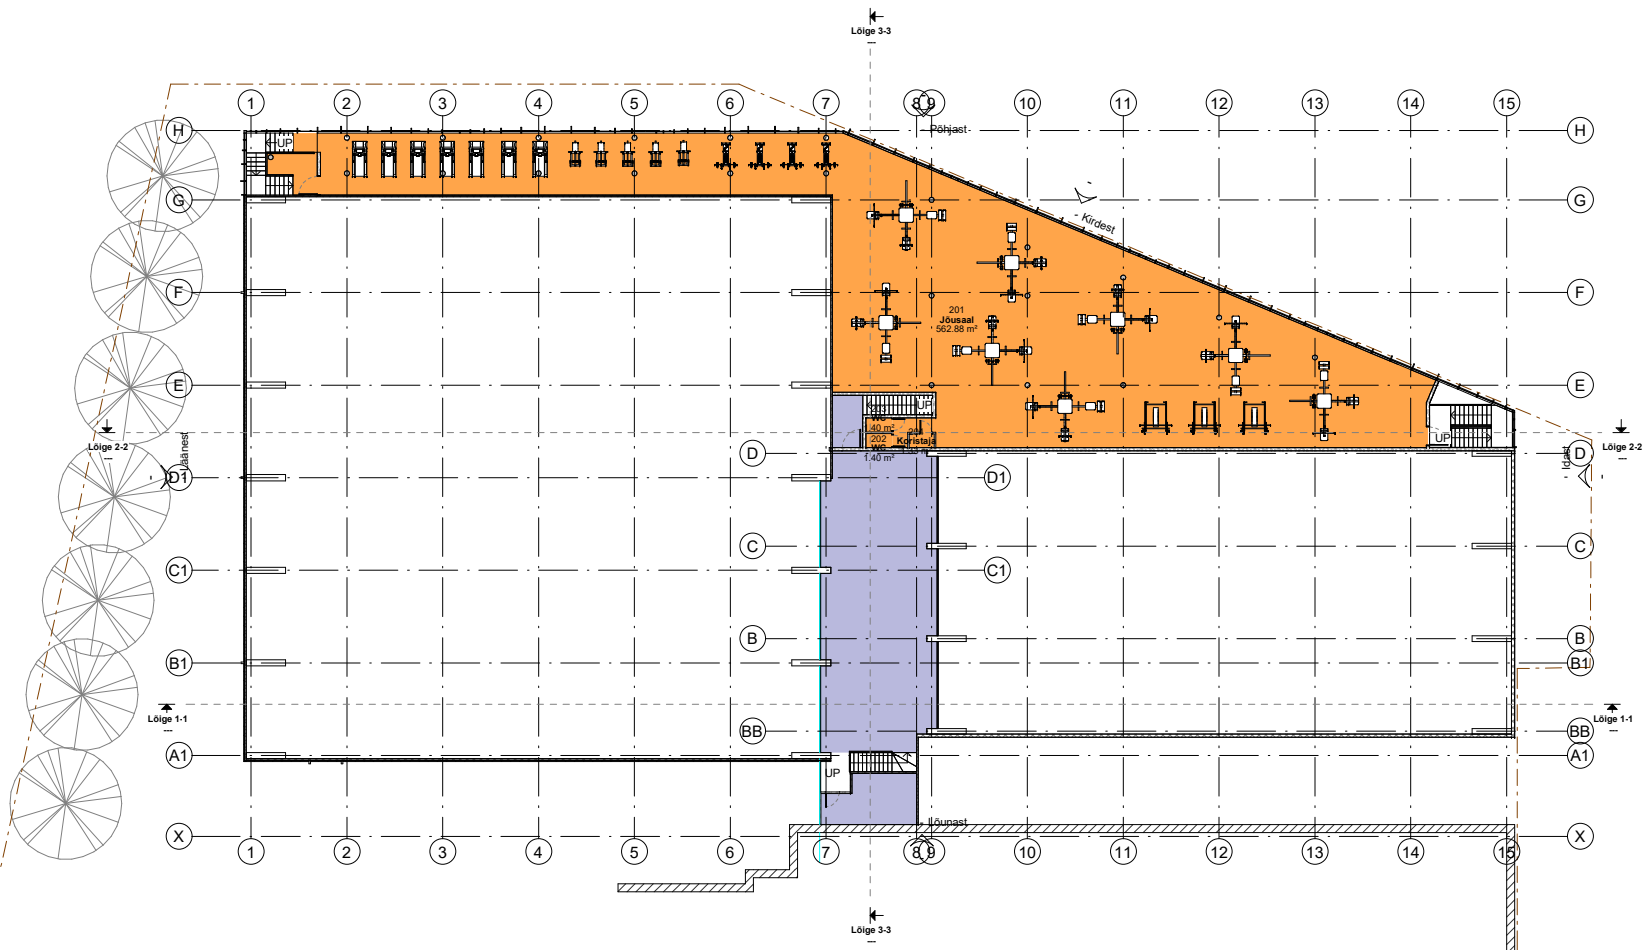 Lõige 3-3
---
1 2 3 4 5 6 7 8 9 10 11 12 13 14 15
H Põhjast H
UP
G G
Kirdest
F F
201
Jõusaal
562.88 m²
E E
UP
1.40 m²
202
Koristaja
1.40 m²
UP
Lõige 2-2
---
Läänest
D D
Idast
Lõige 2-2
---
D1 D1
C C
C1 C1
B B
B1 B1
Lõige 1-1
---
Lõige 1-1
---
BB BB
A1 A1
UP
Lõunast
X X
1 2 3 4 5 6 7 8 9 10 11 12 13 14 15
Lõige 3-3
---